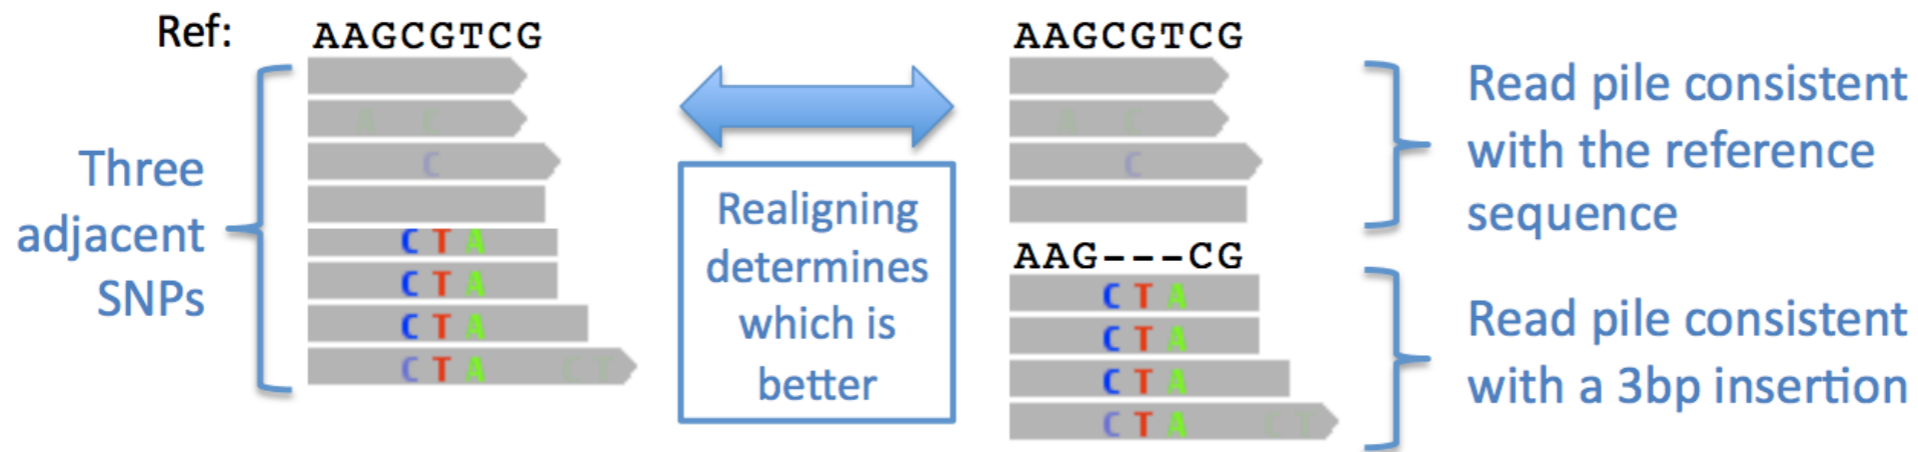 Ref:
AAGCGTCG
A C
C
C T A
C T A
C T A
C T A C T
Three
adjacent
SNPs
Realigning
determines
which is
better
AAGCGTCG
A C
C
AAG---CG
C T A
C T A
C T A
C T A C T
Read pile consistent
with the reference
sequence
Read pile consistent
with a 3bp insertion